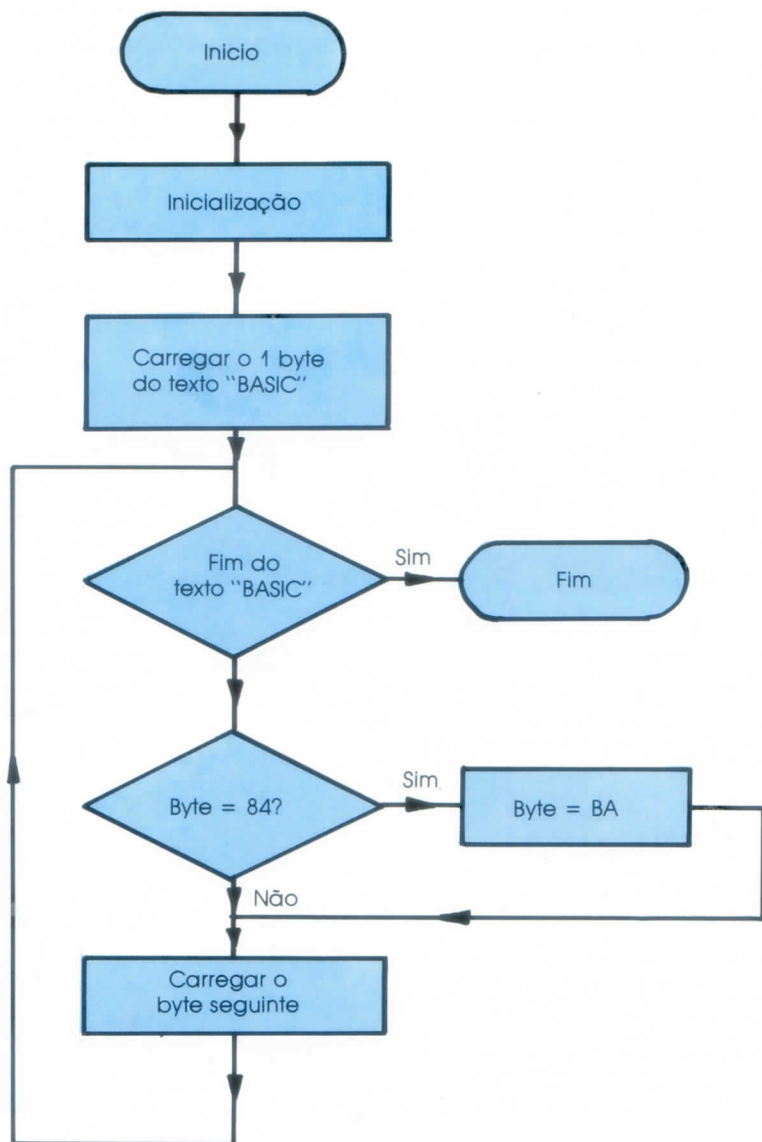 Inicio
Inicialização
Carregar o 1 byte
do texto "BASIC"
Fim do
texto "BASIC"
Sim
Fim
Byte = 84?
Sim
Byte = BA
Não
Carregar o
byte seguinte